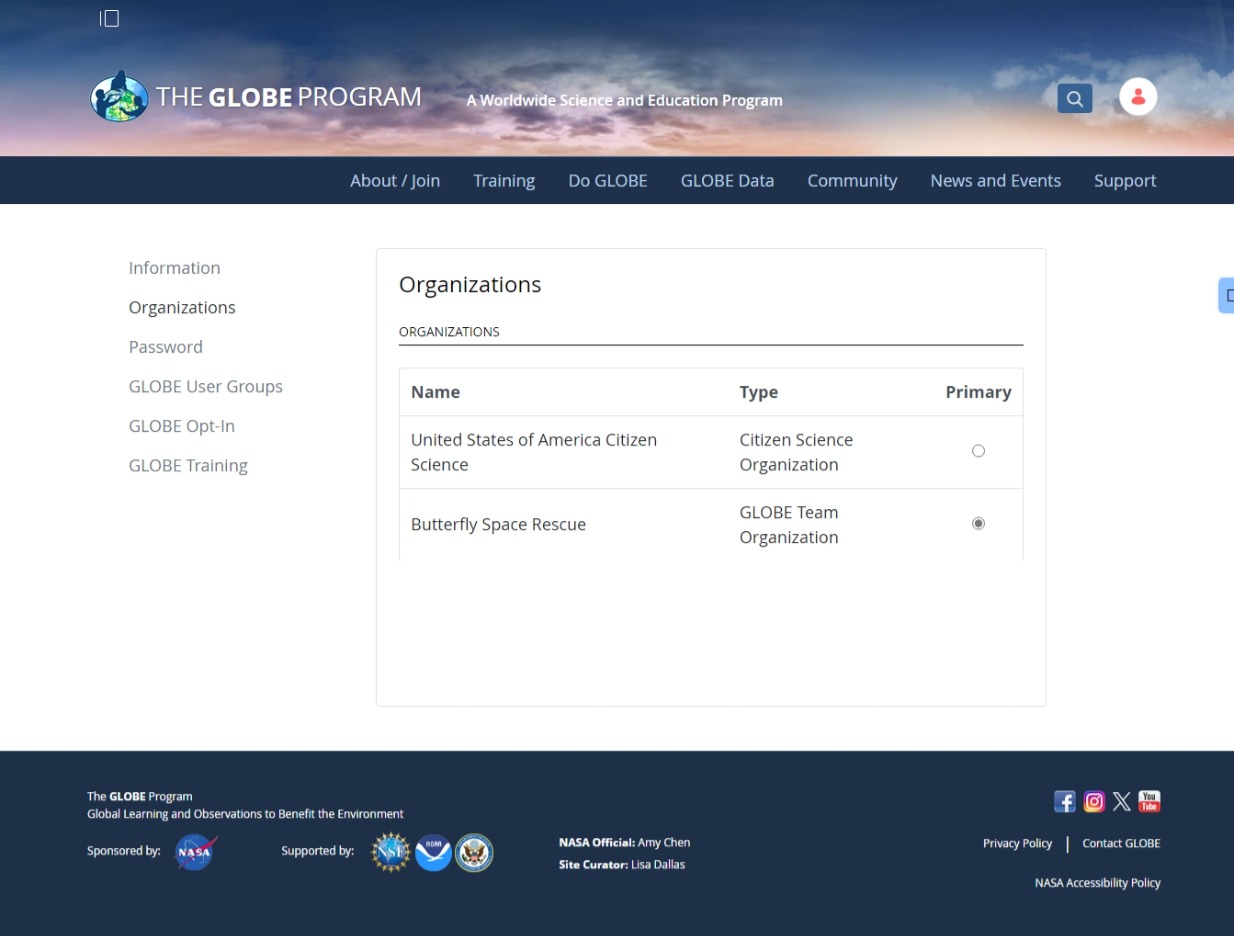 THE GLOBE PROGRAM
A Worldwide Science and Education Program
About / Join Training Do GLOBE GLOBE Data Community News and Events Support
Information
Organizations
Password
GLOBE User Groups
GLOBE Opt-In
GLOBE Training
Organizations
ORGANIZATIONS
Name Type Primary
United States of America Citizen
Science
Citizen Science
Organization
Butterfly Space Rescue
GLOBE Team
Organization
The GLOBE Program
Global Learning and Observations to Benefit the Environment
Sponsored by:
NASA
Supported by:
NSF
NOAA
NASA Official: Amy Chen
Site Curator: Lisa Dallas
You
Tube
Privacy Policy | Contact GLOBE
NASA Accessibility Policy